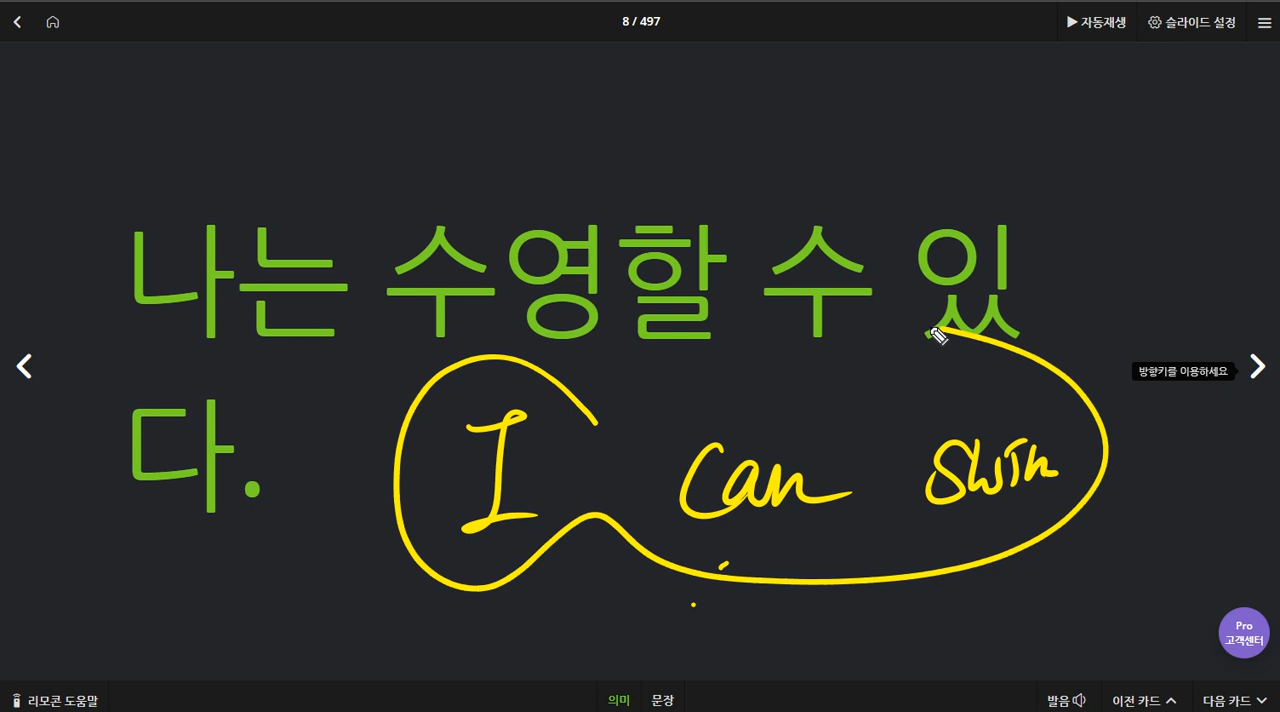 8 / 497
자동재생
슬라이드 설정
나는 수영할 수 있
다.
방향키를 이용하세요
I can swim
Pro
고객센터
리모콘 도움말
의미
문장
발음
이전 카드
다음 카드